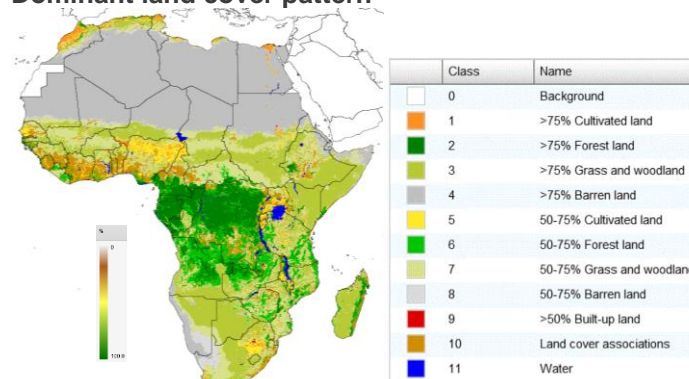 Dominant land cover pattern
Class Name
0 Background
1 >75% Cultivated land
2 >75% Forest land
3 >75% Grass and woodland
4 >75% Barren land
5 50-75% Cultivated land
6 50-75% Forest land
7 50-75% Grass and woodlan
8 50-75% Barren land
9 >50% Built-up land
10 Land cover associations
11 Water
%
0
100.0